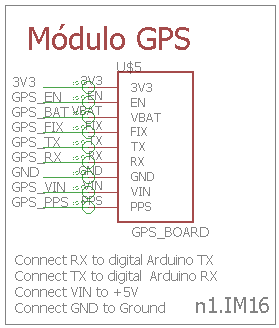 Módulo GPS
U$5
3V3 3V3 3V3
GPS_EN EN EN
GPS_BAT VBAT VBAT
GPS_FIX FIX FIX
GPS_TX TX TX
GPS_RX RX RX
GND GND GND
GPS_VIN VIN VIN
GPS_PPS PPS PPS
GPS_BOARD
Connect RX to digital Arduino TX
Connect TX to digital Arduino RX
Connect VIN to +5V
Connect GND to Ground
n1.IM16